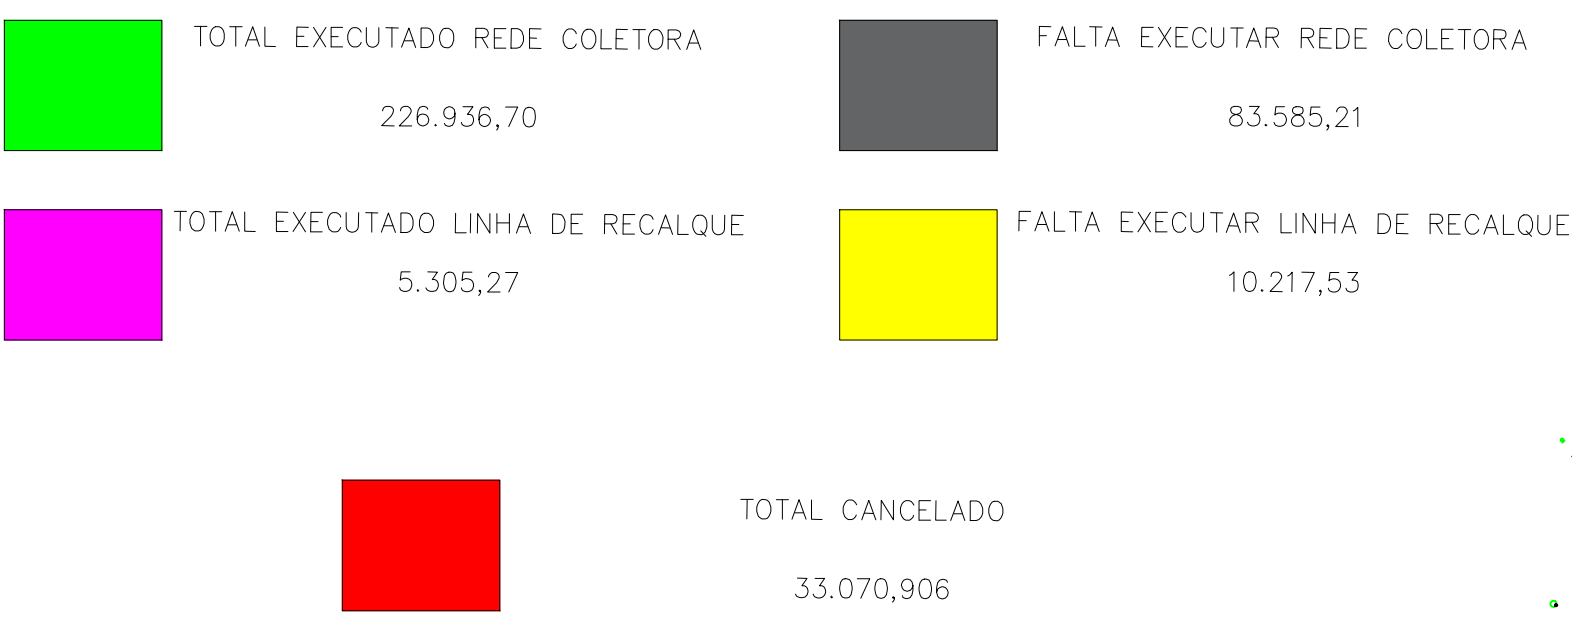 TOTAL EXECUTADO REDE COLETORA
226.936,70
FALTA EXECUTAR REDE COLETORA
83.585,21
TOTAL EXECUTADO LINHA DE RECALQUE
5.305,27
FALTA EXECUTAR LINHA DE RECALQUE
10.217,53
TOTAL CANCELADO
33.070,906